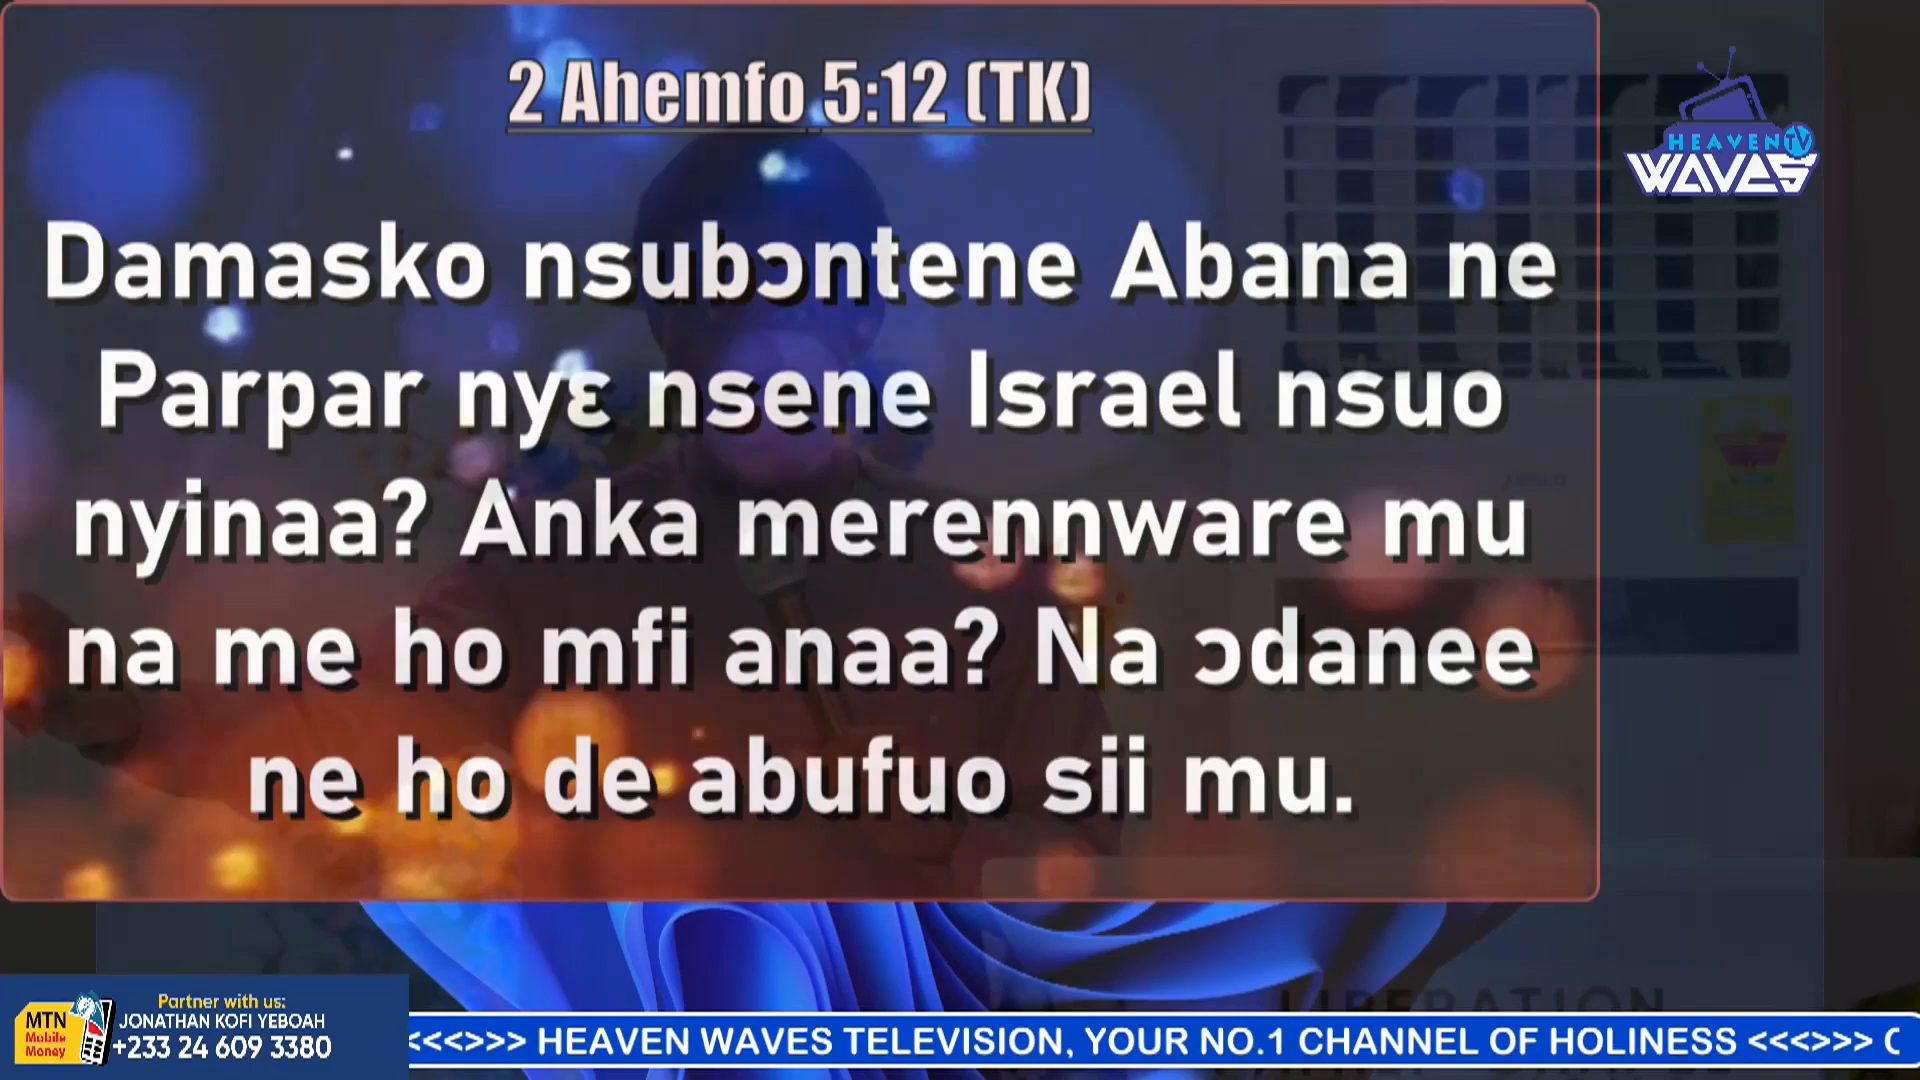 2 Ahemfo 5:12 (TK)
Damasko nsubɔntene Abana ne
Parpar nyɛ nsene Israel nsuo
nyinaa? Anka merennware mu
na me ho mfi anaa? Na ɔdanee
ne ho de abufuo sii mu.
HEAVEN TV
WAVES
LIBERATION
Partner with us:
MTN
Mobile
Money
JONATHAN KOFI YEBOAH
+233 24 609 3380
<<<>>> HEAVEN WAVES TELEVISION, YOUR NO.1 CHANNEL OF HOLINESS <<<>>>